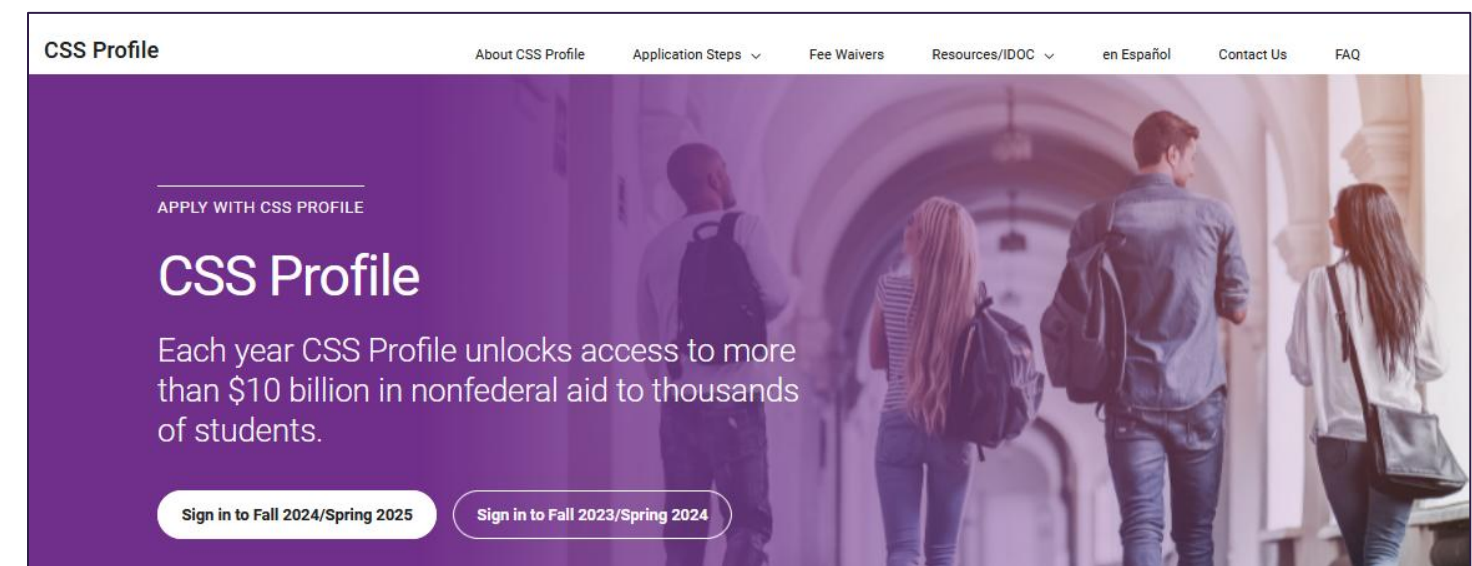 CSS Profile
About CSS Profile
Application Steps
Fee Waivers
Resources/IDOC
en Español
Contact Us
FAQ
APPLY WITH CSS PROFILE
CSS Profile
Each year CSS Profile unlocks access to more
than $10 billion in nonfederal aid to thousands
of students.
Sign in to Fall 2024/Spring 2025
Sign in to Fall 2023/Spring 2024